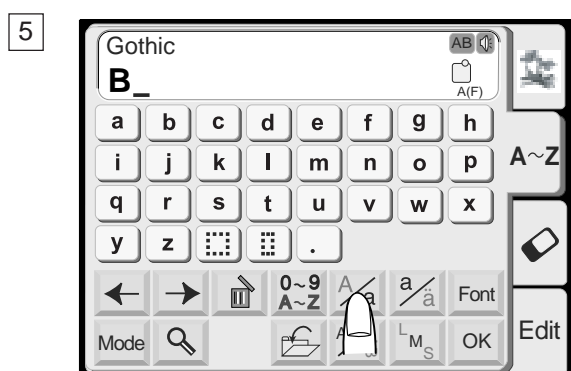 5
Gothic
AB
B_
A(F)
a b c d e f g h
i j k l m n o p
A~Z
q r s t u v w x
y z .
0~9
A~Z
A/a
a/ä
Font
Mode
L M S
OK
Edit